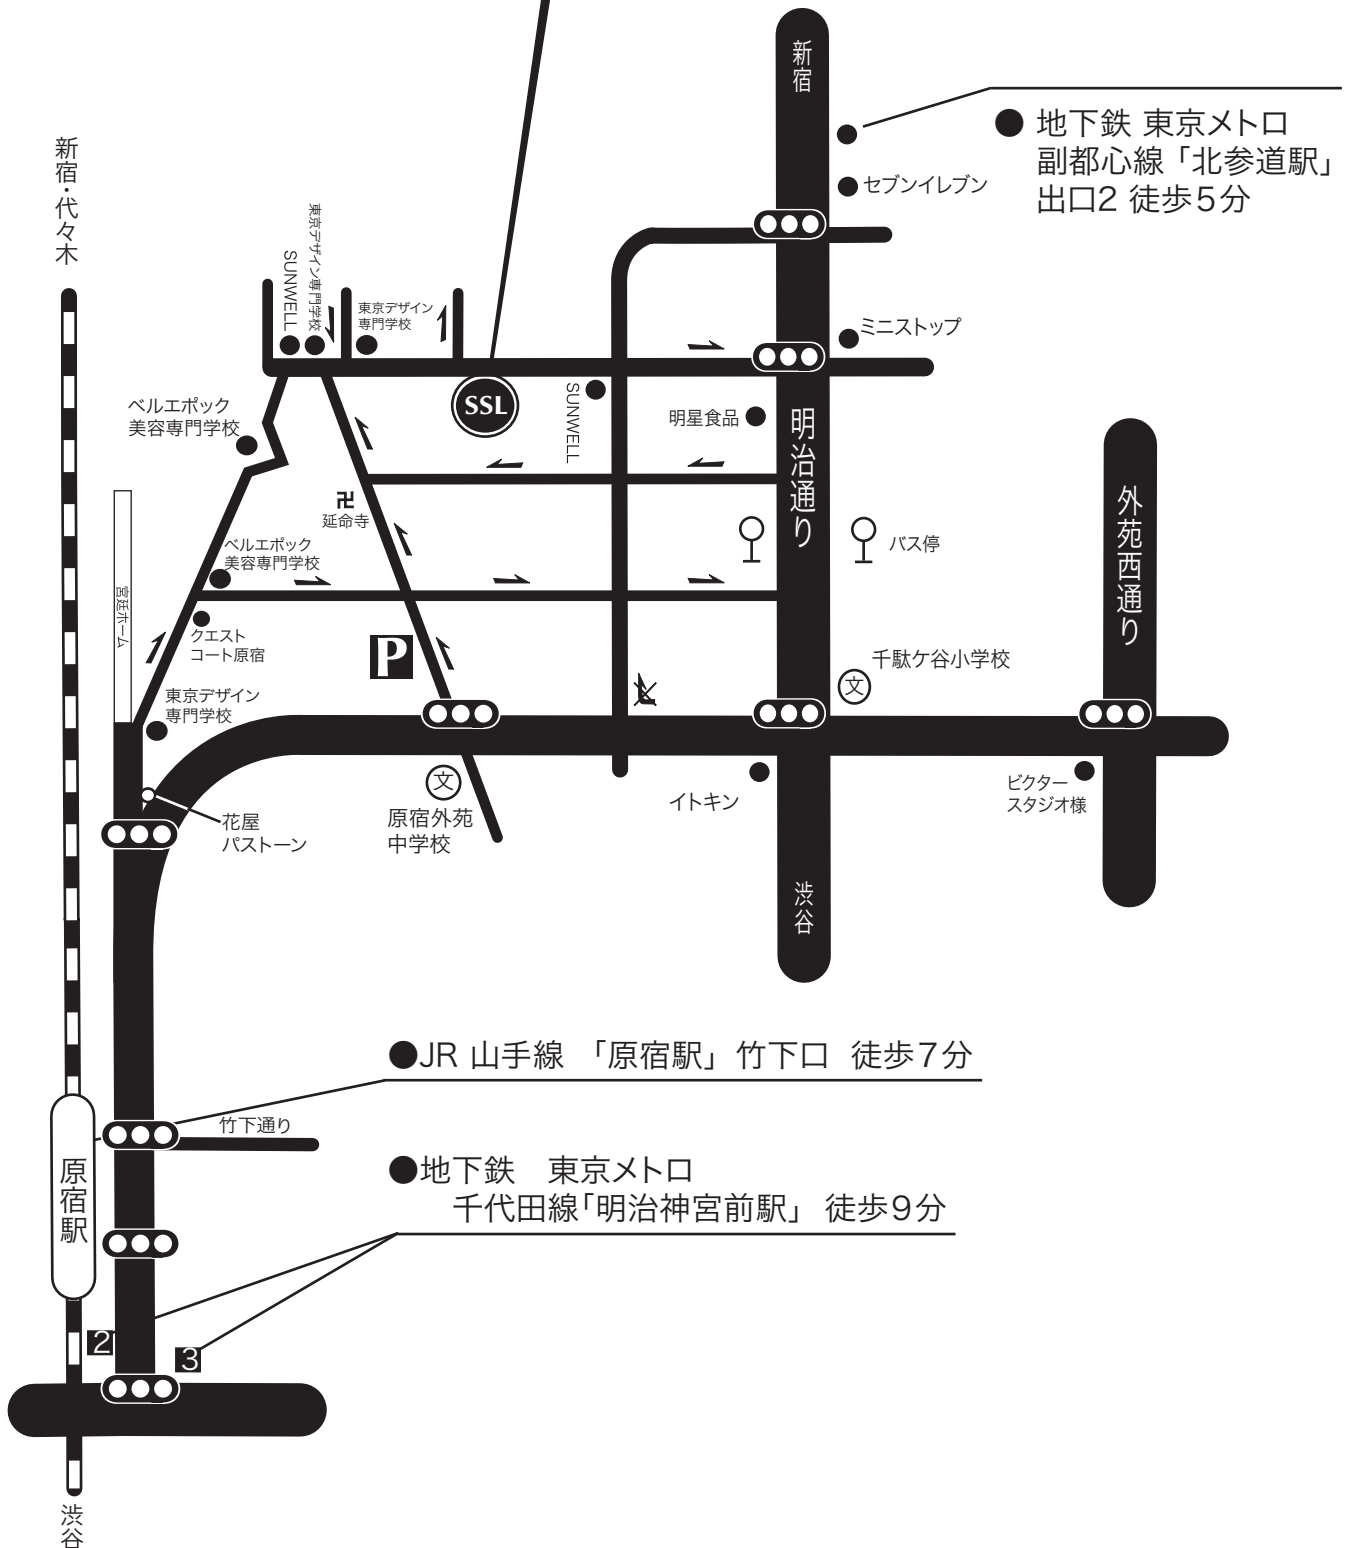 新宿
地下鉄 東京メトロ
副都心線「北参道駅」
出口2 徒歩5分
セブンイレブン
新宿・代々木
SUNWELL
東京デザイン専門学校
東京デザイン
専門学校
ミニストップ
SSL
SUNWELL
明星食品
明治通り
ベルエポック
美容専門学校
外苑西通り
卍
延命寺
バス停
ベルエポック
美容専門学校
宮廷ホーム
クエスト
コート原宿
P
千駄ケ谷小学校
文
東京デザイン
専門学校
文
原宿外苑
中学校
イトキン
ビクター
スタジオ様
花屋
パストーン
渋谷
JR 山手線 「原宿駅」 竹下口 徒歩7分
竹下通り
原宿駅
地下鉄 東京メトロ
千代田線「明治神宮前駅」 徒歩9分
2
3
渋谷